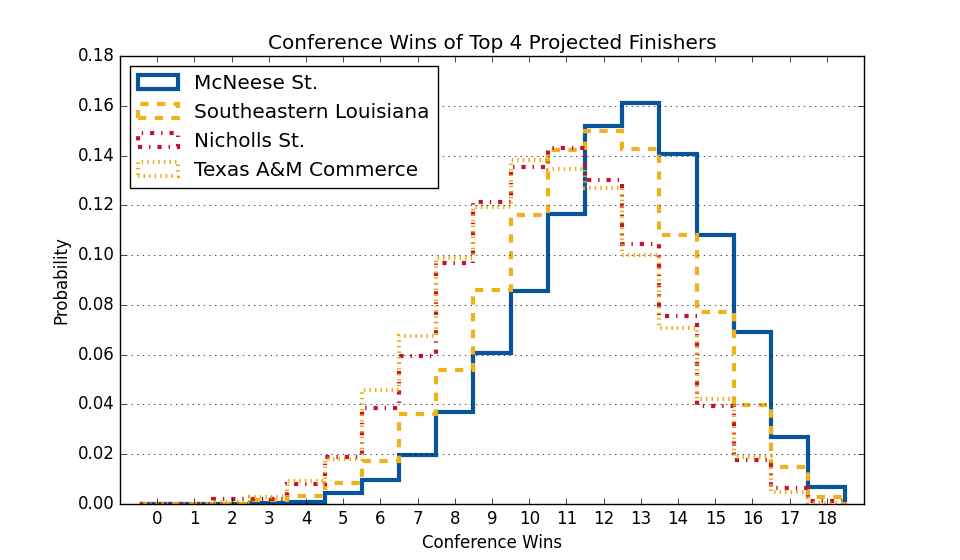 Conference Wins of Top 4 Projected Finishers
McNeese St.
Southeastern Louisiana
Nicholls St.
Texas A&M Commerce
Probability
0.18
0.16
0.14
0.12
0.10
0.08
0.06
0.04
0.02
0.00
0 1 2 3 4 5 6 7 8 9 10 11 12 13 14 15 16 17 18
Conference Wins